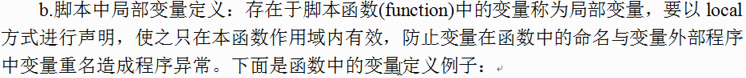 b.脚本中局部变量定义：存在于脚本函数(function)中的变量称为局部变量，要以 local
方式进行声明，使之只在本函数作用域内有效，防止变量在函数中的命名与变量外部程序
中变量重名造成程序异常。下面是函数中的变量定义例子：